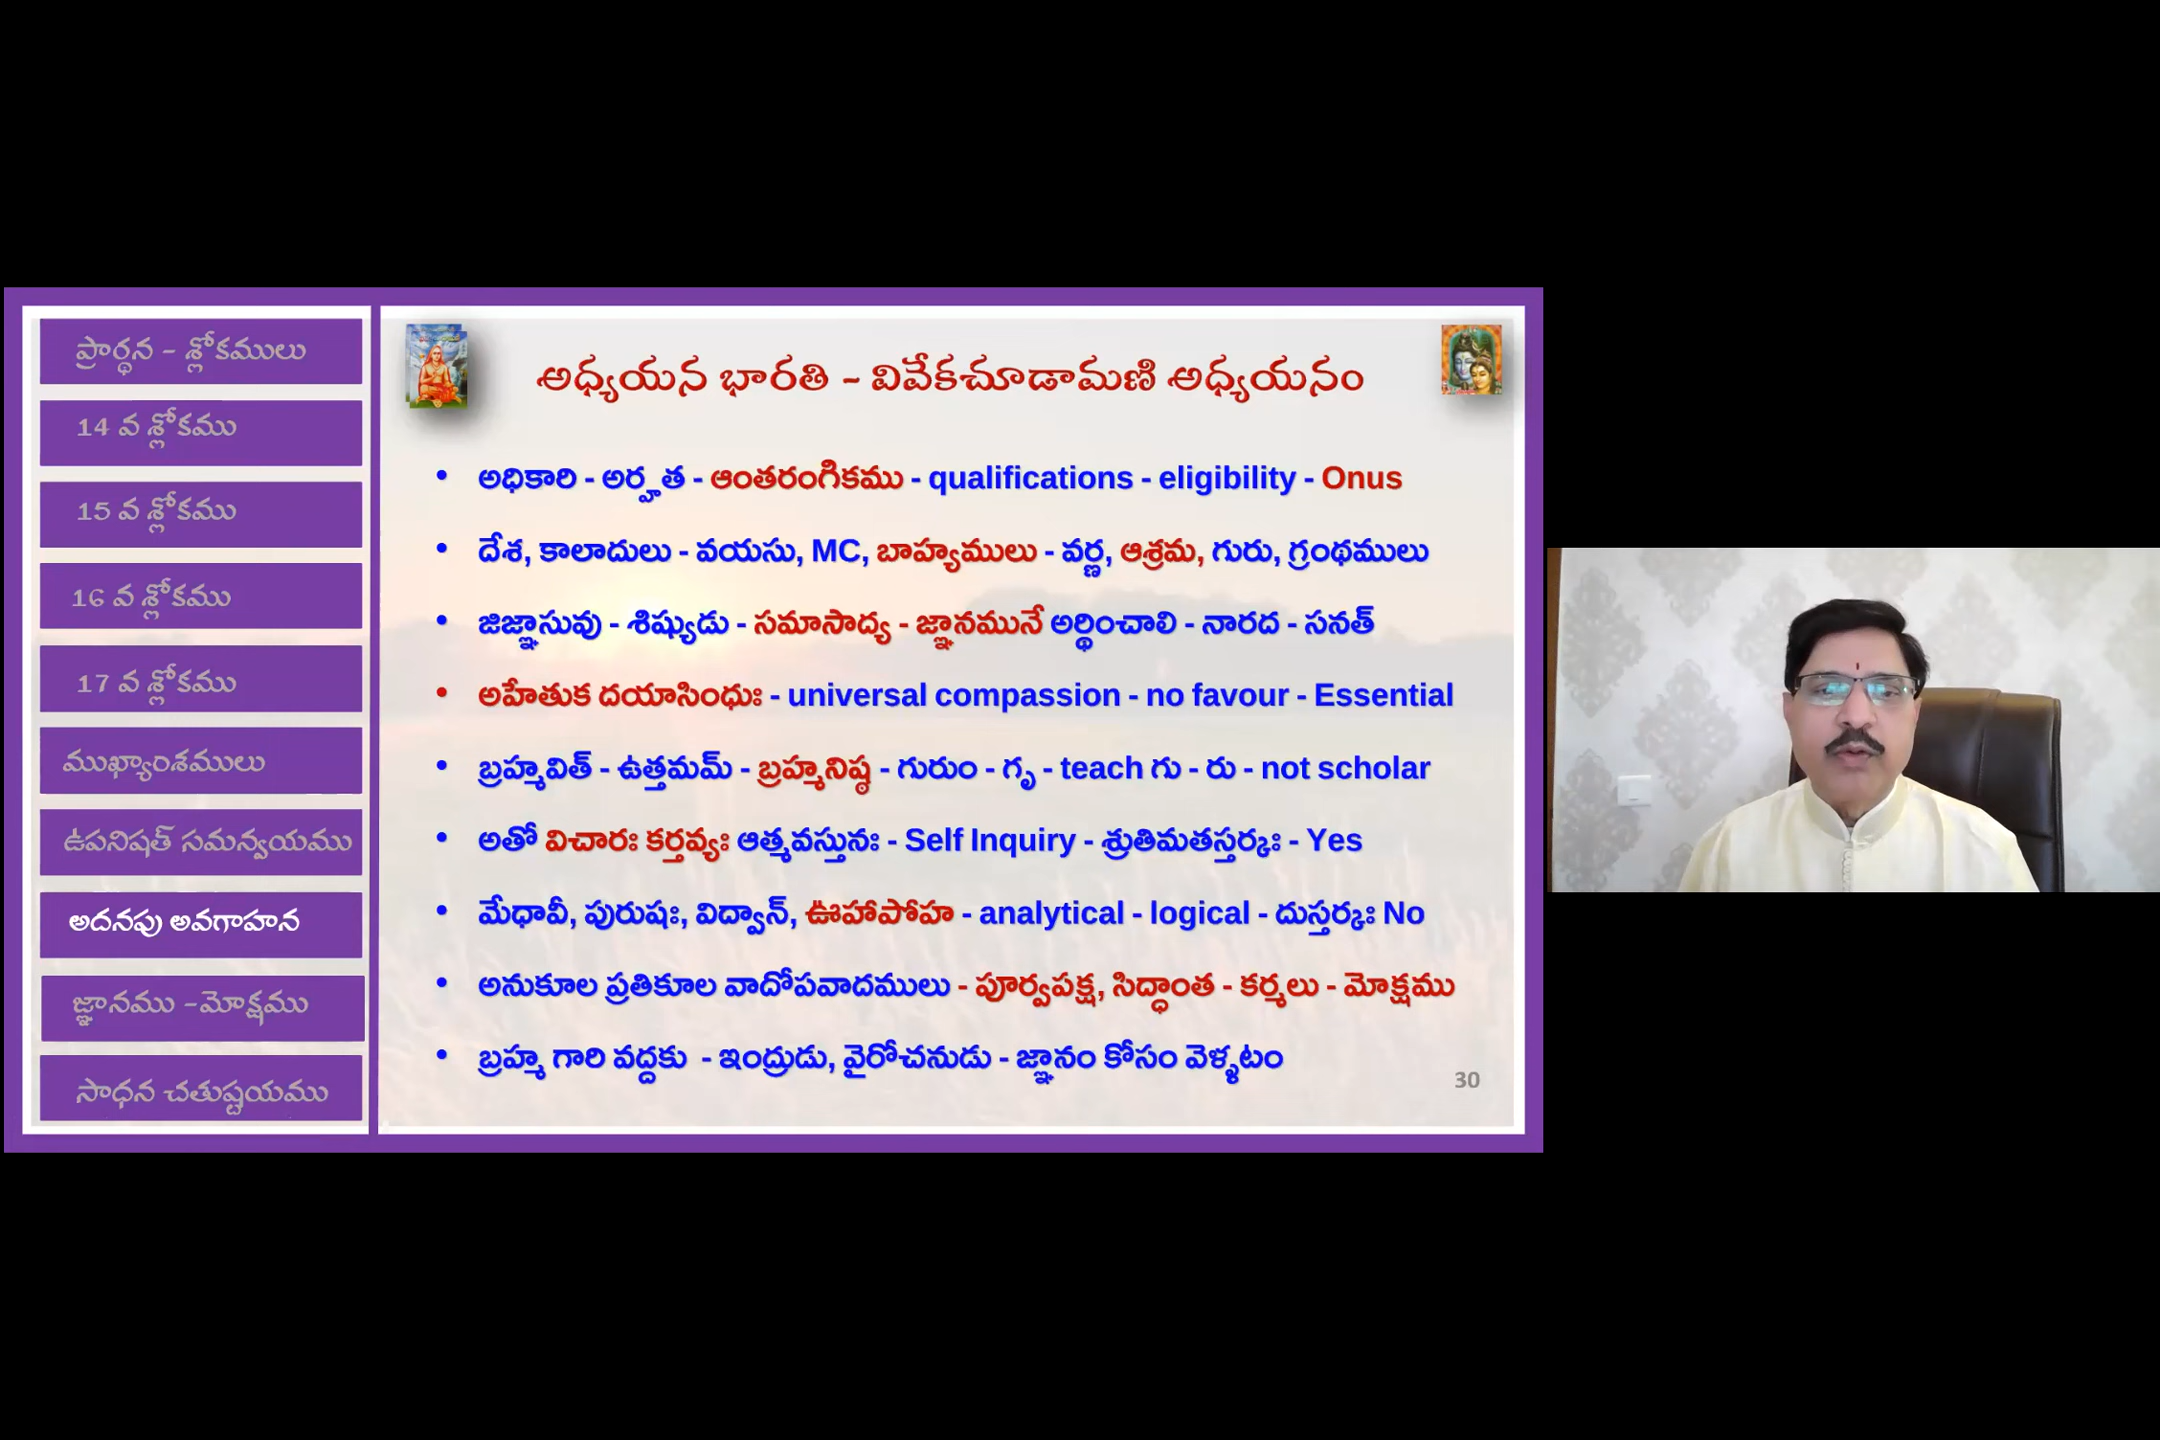 ప్రార్థన - శ్లోకములు
14 వ శ్లోకము
15 వ శ్లోకము
16 వ శ్లోకము
17 వ శ్లోకము
ముఖ్యాంశములు
ఉపనిషత్ సమన్వయము
అదనపు అవగాహన
జ్ఞానము -మోక్షము
సాధన చతుష్టయము
అధ్యయన భారతి - వివేకచూడామణి అధ్యయనం
• అధికారి - అర్హత - ఆంతరంగికము - qualifications - eligibility - Onus
• దేశ, కాలాదులు - వయసు, MC, బాహ్యములు - వర్ణ, ఆశ్రమ, గురు, గ్రంథములు
• జిజ్ఞాసువు - శిష్యుడు - సమాసాద్య - జ్ఞానమునే అర్థించాలి - నారద - సనత్
• అహేతుక దయాసింధుః - universal compassion - no favour - Essential
• బ్రహ్మవిత్ - ఉత్తమమ్ - బ్రహ్మనిష్ఠ - గురుం - గృ - teach గు - రు - not scholar
• అతో విచారః కర్తవ్యః ఆత్మవస్తునః - Self Inquiry - శ్రుతిమతస్తర్కః - Yes
• మేధావీ, పురుషః, విద్వాన్, ఊహాపోహ - analytical - logical - దుస్తర్కః No
• అనుకూల ప్రతికూల వాదోపవాదములు - పూర్వపక్ష, సిద్ధాంత - కర్మలు - మోక్షము
• బ్రహ్మ గారి వద్దకు - ఇంద్రుడు, వైరోచనుడు - జ్ఞానం కోసం వెళ్ళటం
30